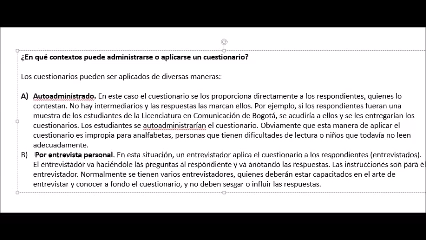 ¿En qué contextos puede administrarse o aplicarse un cuestionario?
Los cuestionarios pueden ser aplicados de diversas maneras:
A) Autoadministrado. En este caso el cuestionario se los proporciona directamente a los respondientes, quienes lo
contestan. No hay intermediarios y las respuestas las marcan ellos. Por ejemplo, si los respondientes fueran una
muestra de los estudiantes de la Licenciatura en Comunicación de Bogotá, se acudiría a ellos y se les entregarían los
cuestionarios. Los estudiantes se autoadministrarían el cuestionario. Obviamente que esta manera de aplicar el
cuestionario es impropia para analfabetas, personas que tienen dificultades de lectura o niños que todavía no leen
adecuadamente.
B) Por entrevista personal. En esta situación, un entrevistador aplica el cuestionario a los respondientes (entrevistados).
El entrevistador va haciéndole las preguntas al respondiente y va anotando las respuestas. Las instrucciones son para el
entrevistador. Normalmente se tienen varios entrevistadores, quienes deberán estar capacitados en el arte de
entrevistar y conocer a fondo el cuestionario, y no deben sesgar o influir las respuestas.